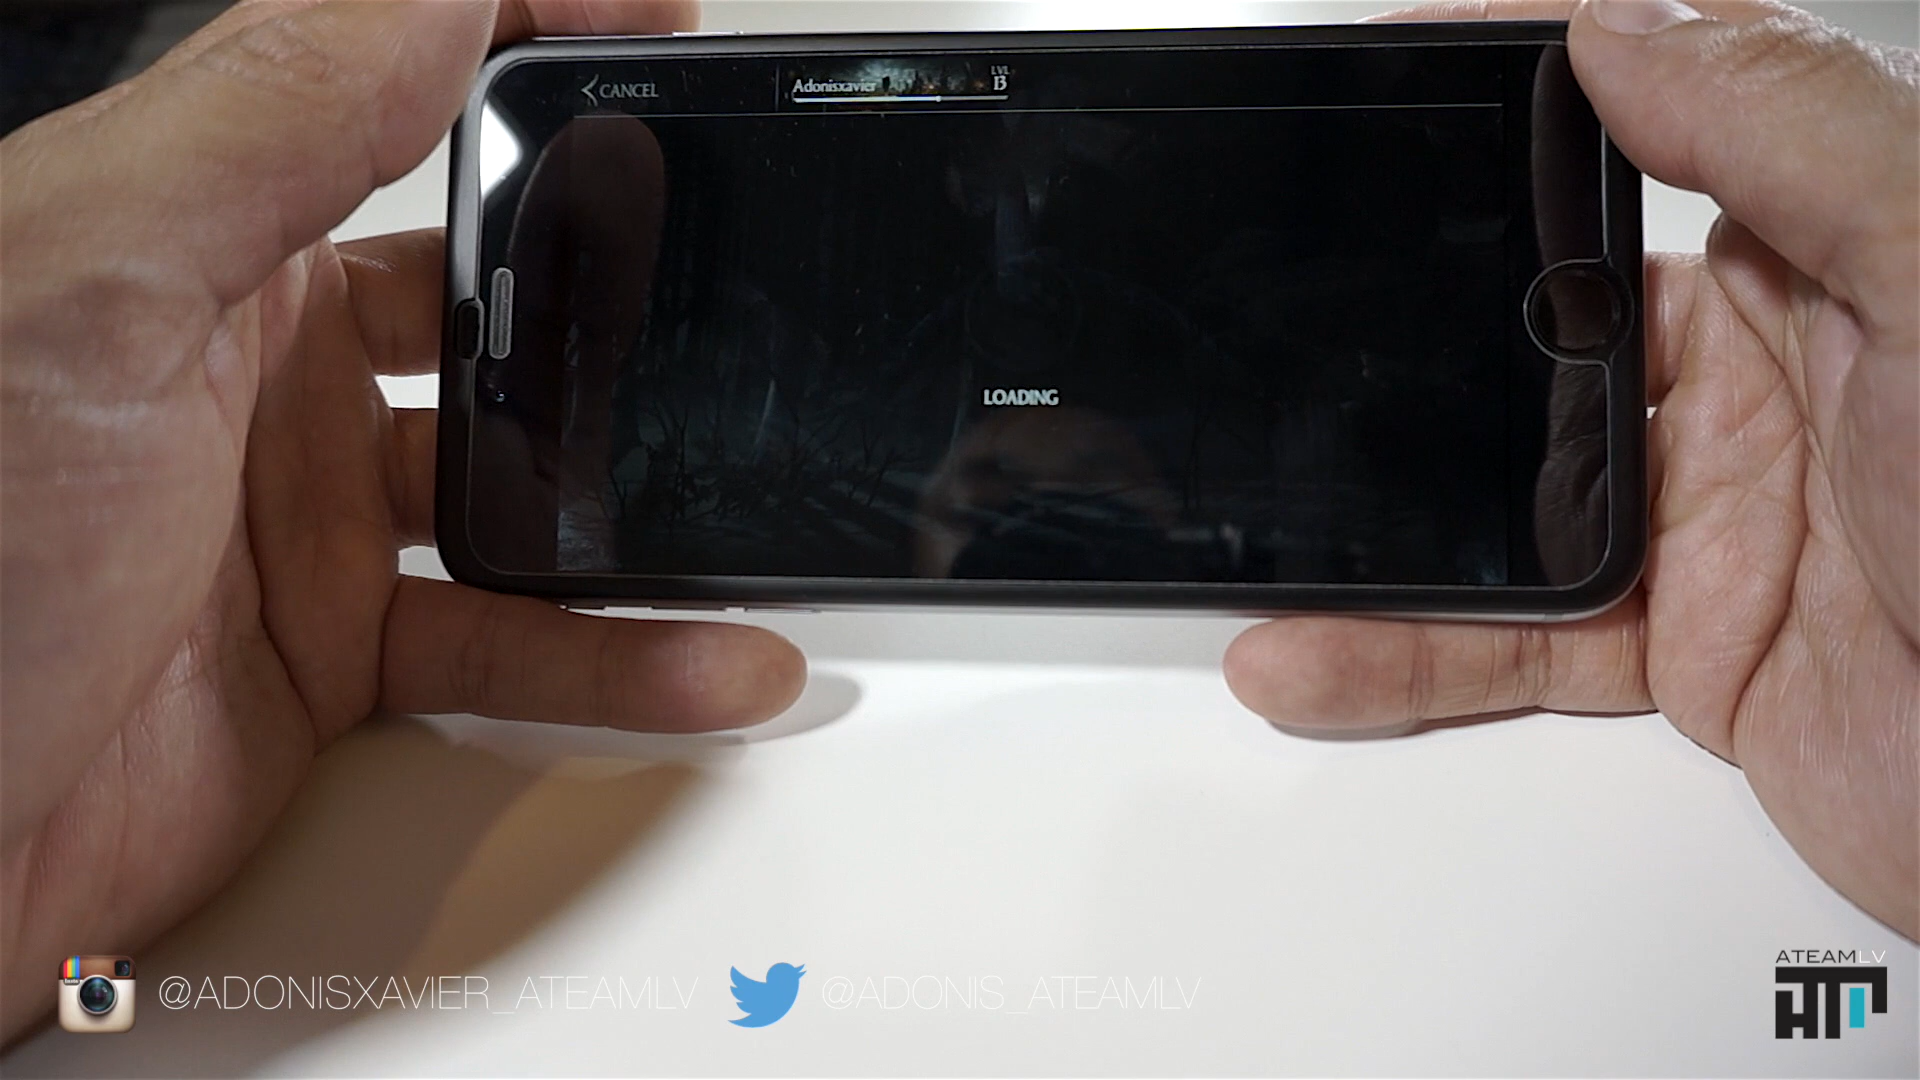 CANCEL
Adonisxavier
LVL
13
LOADING
@ADONISXAVIER_ATEAMLV
@ADONIS_ATEAMLV
ATEAMLV